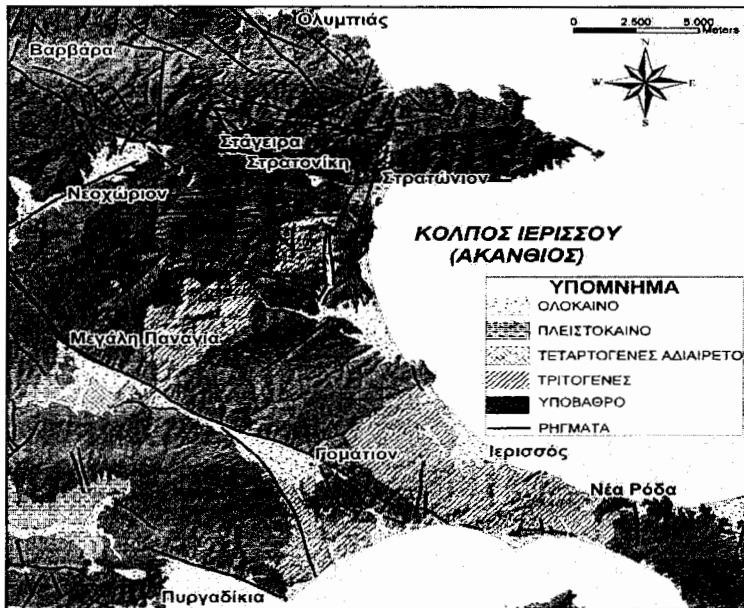 Ολυμπιάς
Βαρβάρα
0 2.500 5.000
Meters
N
W E
S
Στάγειρα
Στρατονίκη
Στρατώνιον
Νεοχώριον
ΚΟΛΠΟΣ ΙΕΡΙΣΣΟΥ
(ΑΚΑΝΘΙΟΣ)
ΥΠΟΜΝΗΜΑ
ΟΛΟΚΑΙΝΟ
ΠΛΕΙΣΤΟΚΑΙΝΟ
ΤΕΤΑΡΤΟΓΕΝΕΣ ΑΔΙΑΙΡΕΤΟ
ΤΡΙΤΟΓΕΝΕΣ
ΥΠΟΒΑΘΡΟ
ΡΗΓΜΑΤΑ
Μεγάλη Παναγία
Γοματιον
Ιερισσός
Νέα Ρόδα
Πυργαδίκια